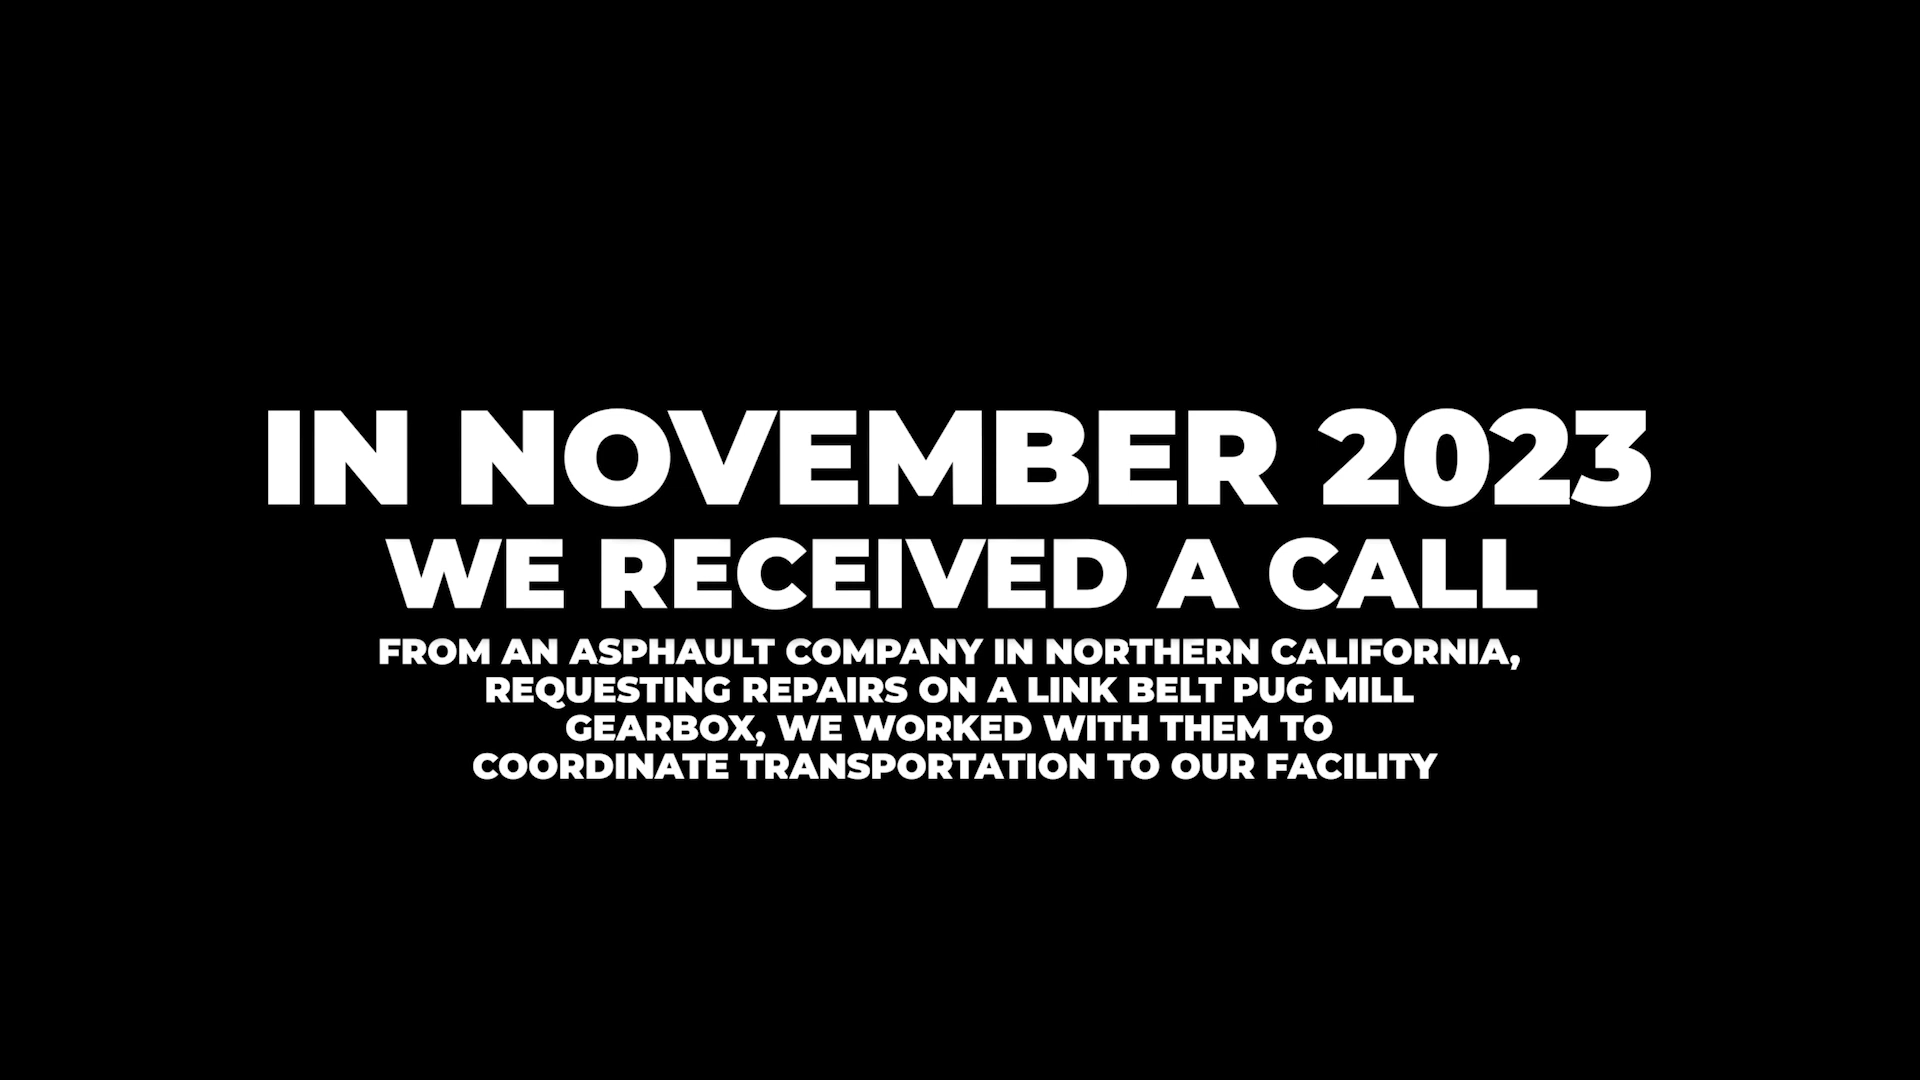 IN NOVEMBER 2023
WE RECEIVED A CALL
FROM AN ASPHAULT COMPANY IN NORTHERN CALIFORNIA,
REQUESTING REPAIRS ON A LINK BELT PUG MILL
GEARBOX, WE WORKED WITH THEM TO
COORDINATE TRANSPORTATION TO OUR FACILITY